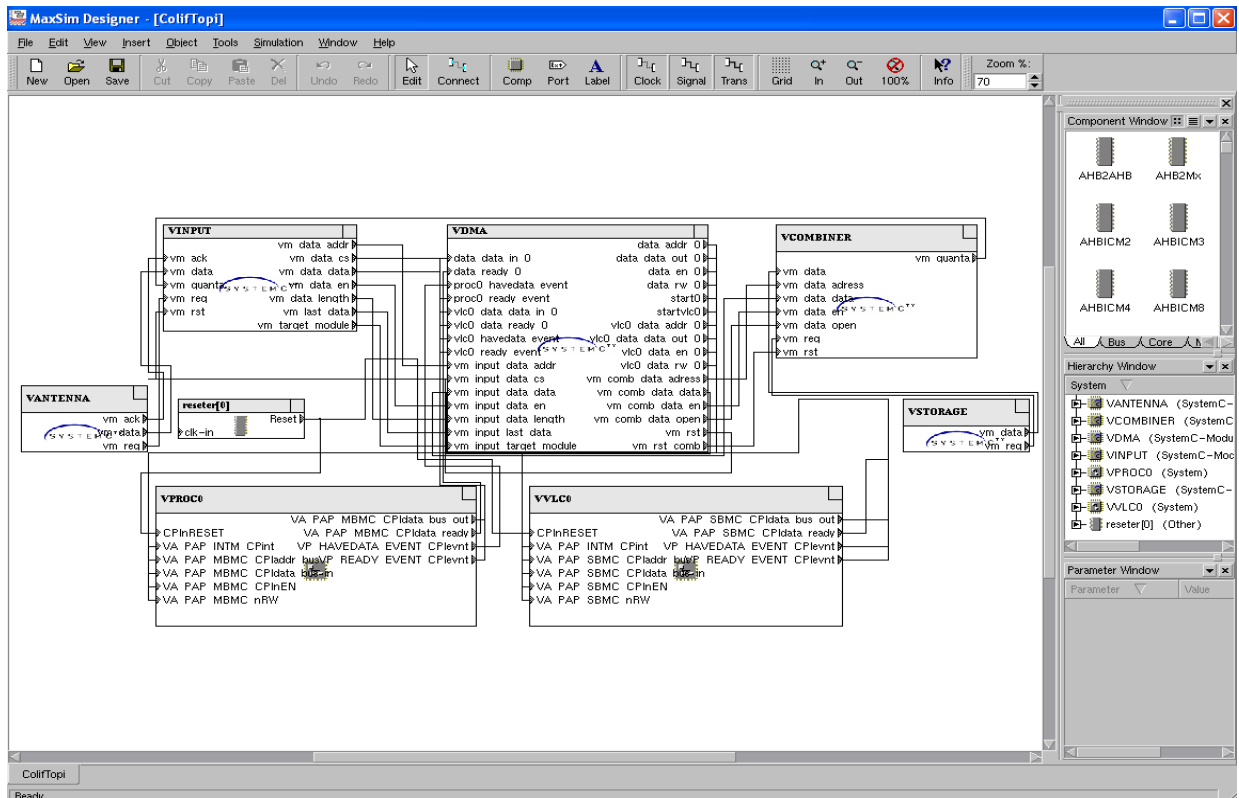 MaxSim Designer - [ColifTopi]
File Edit View Insert Object Tools Simulation Window Help
New Open Save Cut Copy Paste Del Undo Redo Edit Connect Comp Port Label Clock Signal Trans Grid In Out 100% Info
Zoom %:
70
Component Window
AHB2AHB AHB2Mx
AHBICM2 AHBICM3
AHBICM4 AHBICM8
All Bus Core
Hierarchy Window
System
VANTENNA (SystemC-
VCOMBINER (SystemC
VDMA (SystemC-Modu
VINPUT (SystemC-Moc
VPROC0 (System)
VSTORAGE (SystemC-
VVLC0 (System)
reseter[0] (Other)
Parameter Window
Parameter Value
VINPUT
vm data addr
vm ack vm data cs
vm data vm data data
vm quanta vm data en
vm req vm data length
vm rst vm last data
vm target module
SYSTEMC
VDMA
data addr 0
data data in 0 data data out 0
data ready 0 data en 0
proc0 havedata event data rw 0
proc0 ready event start0
vlc0 data data in 0 startvlc0
vlc0 data ready 0 vlc0 data addr 0
vlc0 havedata event vlc0 data data out 0
vlc0 ready event vlc0 data en 0
vm input data addr vlc0 data rw 0
vm input data cs vm comb data adress
vm input data data vm comb data data
vm input data en vm comb data en
vm input data length vm comb data open
vm input last data vm rst
vm input target module vm rst comb
SYSTEMC
VCOMBINER
vm quanta
vm data
vm data adress
vm data data
vm data en
vm data open
vm req
vm rst
SYSTEMC
VANTENNA
vm ack
vm data
vm req
SYSTEMC
reseter[0]
Reset
clk-in
VSTORAGE
vm data
vm req
SYSTEMC
VPROC0
VA PAP MBMC CPIdata bus out
CPInRESET VA PAP MBMC CPIdata ready
VA PAP INTM CPint VP HAVEDATA EVENT CPIevnt
VA PAP MBMC CPIaddr bus VP READY EVENT CPIevnt
VA PAP MBMC CPIdata bus in
VA PAP MBMC CPInEN
VA PAP MBMC nRW
VVLC0
VA PAP SBMC CPIdata bus out
CPInRESET VA PAP SBMC CPIdata ready
VA PAP INTM CPint VP HAVEDATA EVENT CPIevnt
VA PAP SBMC CPIaddr bus VP READY EVENT CPIevnt
VA PAP SBMC CPIdata bus in
VA PAP SBMC CPInEN
VA PAP SBMC nRW
ColifTopi
Ready